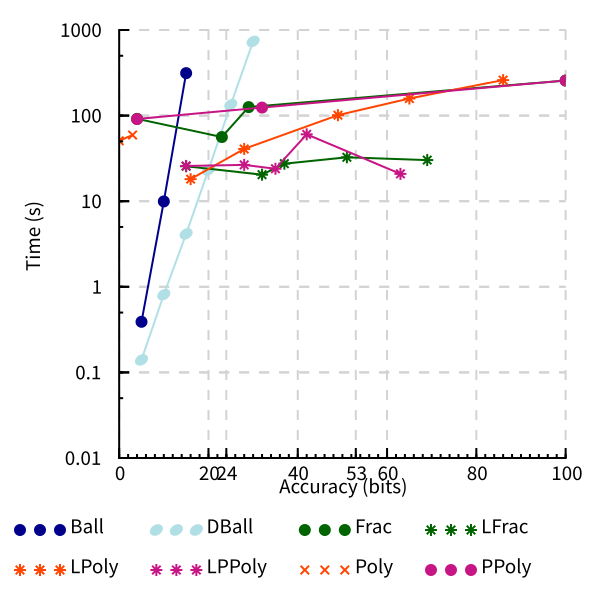 1000
100
10
1
0.1
0.01
Time (s)
0 20 24 40 53 60 80 100
Accuracy (bits)
Ball DBall Frac LFrac
LPoly LPPoly Poly PPoly